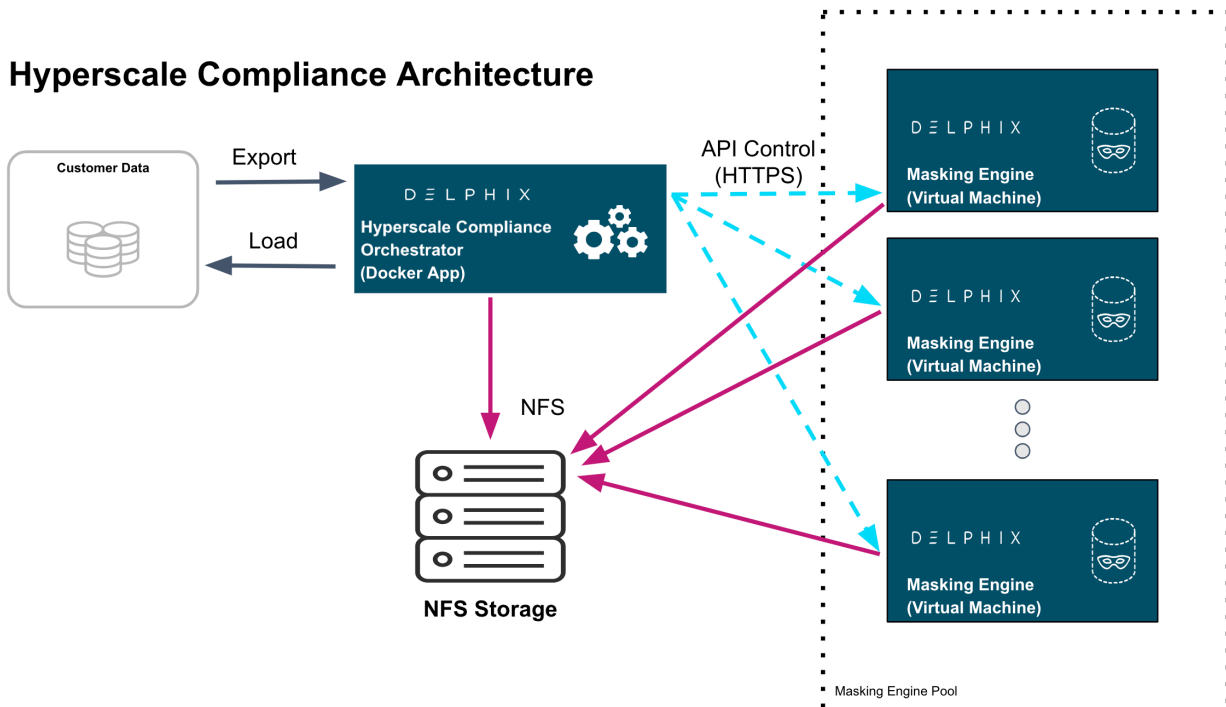 Hyperscale Compliance Architecture
Customer Data
Export
Load
DELPHIX
Hyperscale Compliance
Orchestrator
(Docker App)
API Control
(HTTPS)
DELPHIX
Masking Engine
(Virtual Machine)
DELPHIX
Masking Engine
(Virtual Machine)
NFS
DELPHIX
Masking Engine
(Virtual Machine)
NFS Storage
Masking Engine Pool